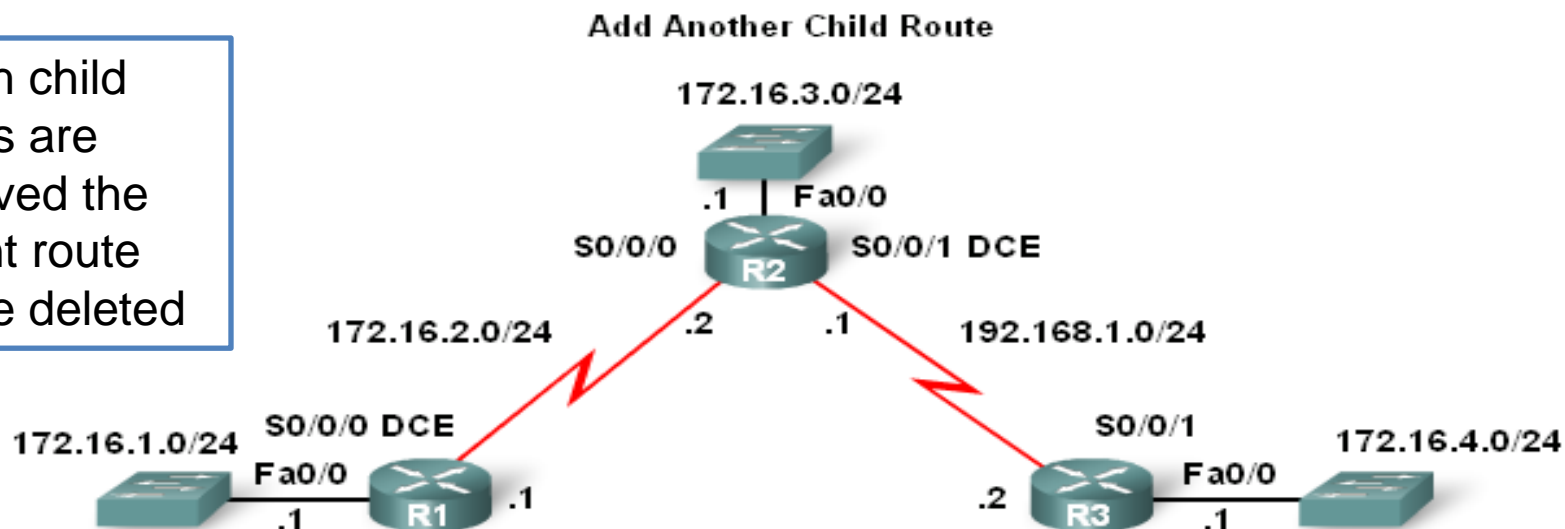 Add Another Child Route
child
s are
ved the
t route
e deleted
172.16.3.0/24
.1 Fa0/0
S0/0/0 S0/0/1 DCE
R2
172.16.2.0/24 .2 .1 192.168.1.0/24
172.16.1.0/24 S0/0/0 DCE S0/0/1 172.16.4.0/24
Fa0/0 Fa0/0
.1 R1 .1 .2 R3 .1